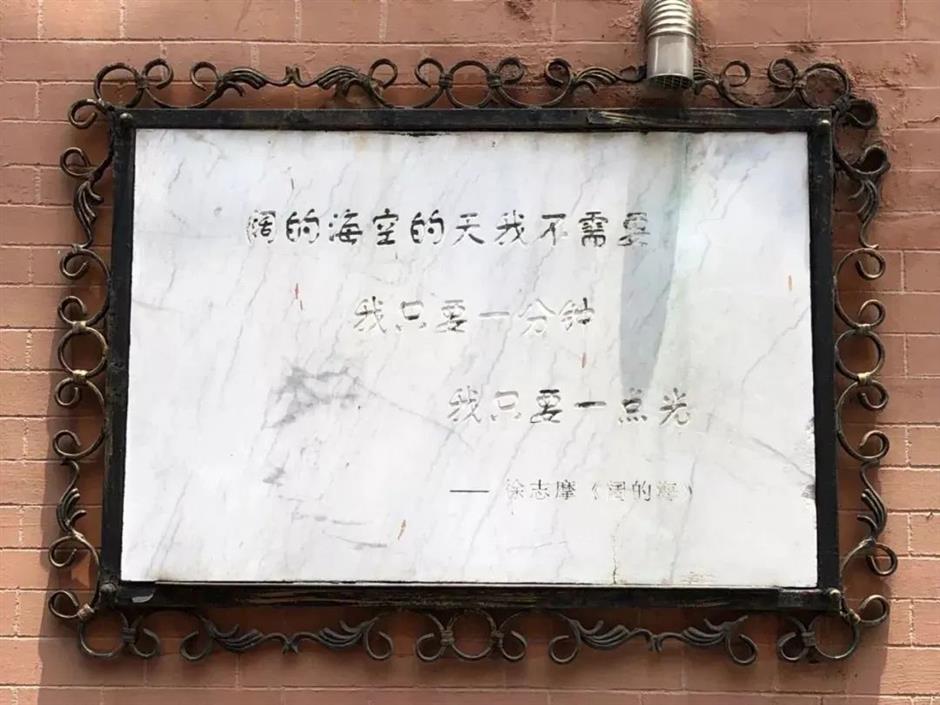 阔的海空的天我不需要
我只要一分钟
我只要一点光
—— 徐志摩《阔的海》